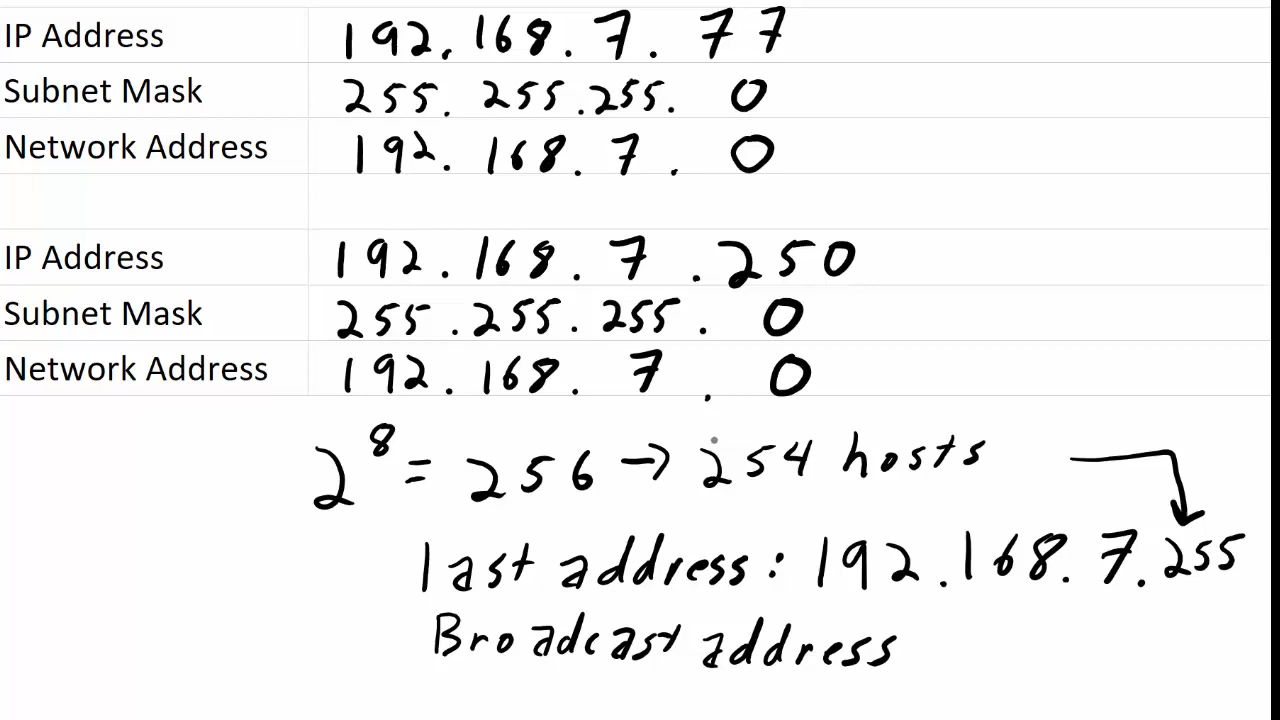 IP Address 192.168.7.77
Subnet Mask 255.255.255.0
Network Address 192.168.7.0
IP Address 192.168.7.250
Subnet Mask 255.255.255.0
Network Address 192.168.7.0
2⁸ = 256 → 254 hosts
last address: 192.168.7.255
Broadcast address